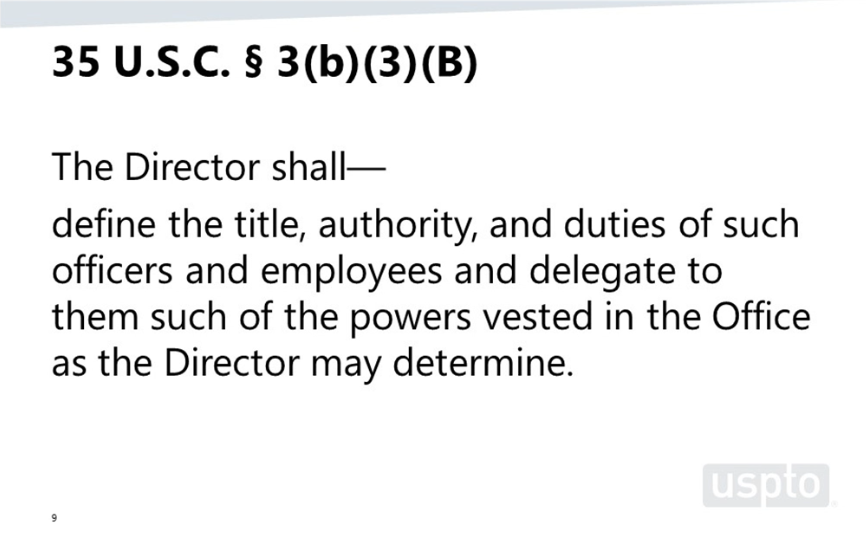 35 U.S.C. § 3(b)(3)(B)
The Director shall—
define the title, authority, and duties of such
officers and employees and delegate to
them such of the powers vested in the Office
as the Director may determine.
uspto
9